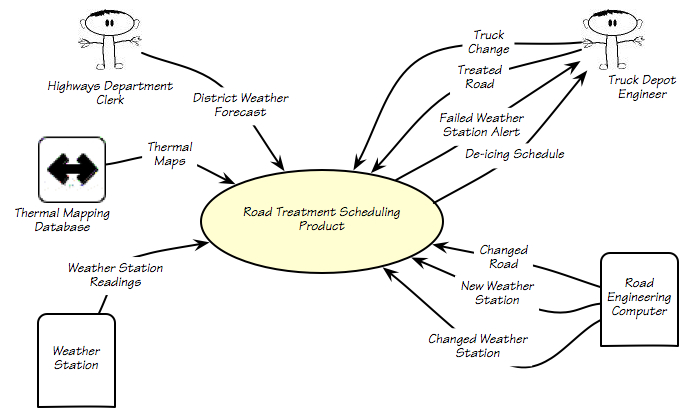 Highways Department
Clerk
District Weather
Forecast
Truck
Change
Treated
Road
Truck Depot
Engineer
Failed Weather
Station Alert
De-icing Schedule
Thermal
Maps
Thermal Mapping
Database
Road Treatment Scheduling
Product
Weather Station
Readings
Weather
Station
Changed
Road
New Weather
Station
Changed Weather
Station
Road
Engineering
Computer